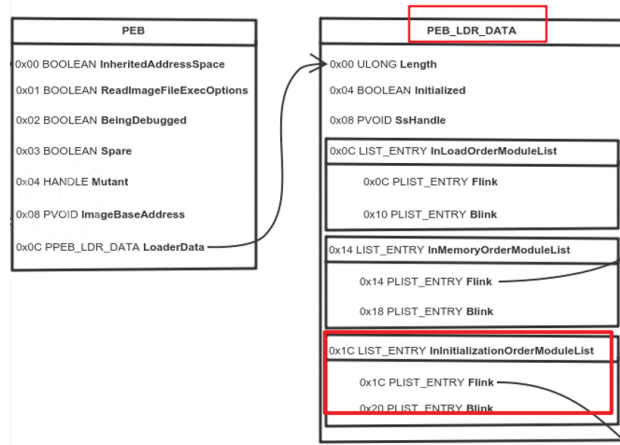 PEB
0x00 BOOLEAN InheritedAddressSpace
0x01 BOOLEAN ReadImageFileExecOptions
0x02 BOOLEAN BeingDebugged
0x03 BOOLEAN Spare
0x04 HANDLE Mutant
0x08 PVOID ImageBaseAddress
0x0C PPEB_LDR_DATA LoaderData
PEB_LDR_DATA
0x00 ULONG Length
0x04 BOOLEAN Initialized
0x08 PVOID SsHandle
0x0C LIST_ENTRY InLoadOrderModuleList
0x0C PLIST_ENTRY Flink
0x10 PLIST_ENTRY Blink
0x14 LIST_ENTRY InMemoryOrderModuleList
0x14 PLIST_ENTRY Flink
0x18 PLIST_ENTRY Blink
0x1C LIST_ENTRY InInitializationOrderModuleList
0x1C PLIST_ENTRY Flink
0x20 PLIST_ENTRY Blink